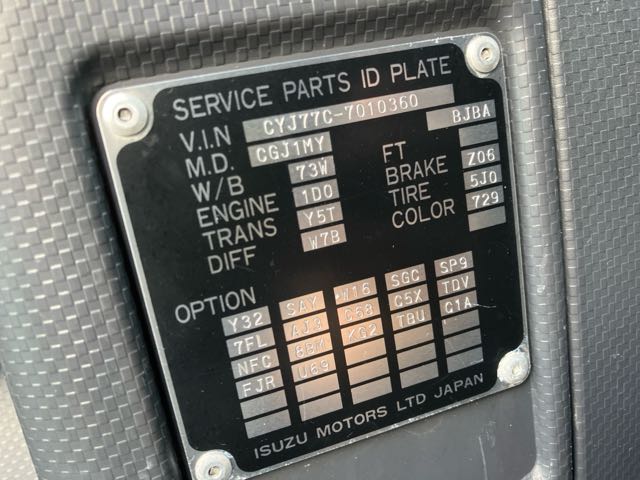 SERVICE PARTS ID PLATE
V.I.N CYJ77C-7010360
M.D. CGJ1MY BJBA
W/B 73W FT
ENGINE 1D0 BRAKE Z06
TRANS Y5T TIRE 5J0
DIFF W7B COLOR 729
OPTION
Y32 SAY W16 SGC SP9
7FL AJ9 C68 C5X TDV
NFC 8BM KG2 TBU C1A
FJR U69
ISUZU MOTORS LTD JAPAN